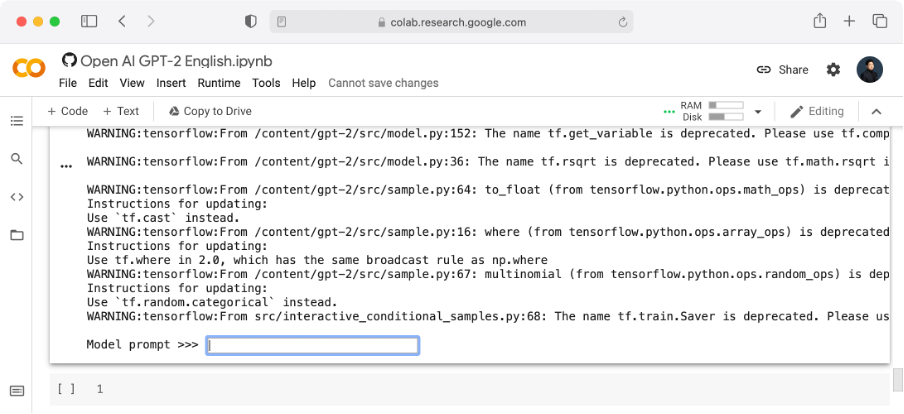 colab.research.google.com
Open AI GPT-2 English.ipynb
File Edit View Insert Runtime Tools Help Cannot save changes
Share
+ Code + Text Copy to Drive
RAM
Disk
Editing
WARNING:tensorflow:From /content/gpt-2/src/model.py:152: The name tf.get_variable is deprecated. Please use tf.comp
... WARNING:tensorflow:From /content/gpt-2/src/model.py:36: The name tf.rsqrt is deprecated. Please use tf.math.rsqrt i
WARNING:tensorflow:From /content/gpt-2/src/sample.py:64: to_float (from tensorflow.python.ops.math_ops) is deprecat
Instructions for updating:
Use `tf.cast` instead.
WARNING:tensorflow:From /content/gpt-2/src/sample.py:16: where (from tensorflow.python.ops.array_ops) is deprecated
Instructions for updating:
Use tf.where in 2.0, which has the same broadcast rule as np.where
WARNING:tensorflow:From /content/gpt-2/src/sample.py:67: multinomial (from tensorflow.python.ops.random_ops) is dep
Instructions for updating:
Use `tf.random.categorical` instead.
WARNING:tensorflow:From src/interactive_conditional_samples.py:68: The name tf.train.Saver is deprecated. Please us
Model prompt >>>
[ ] 1